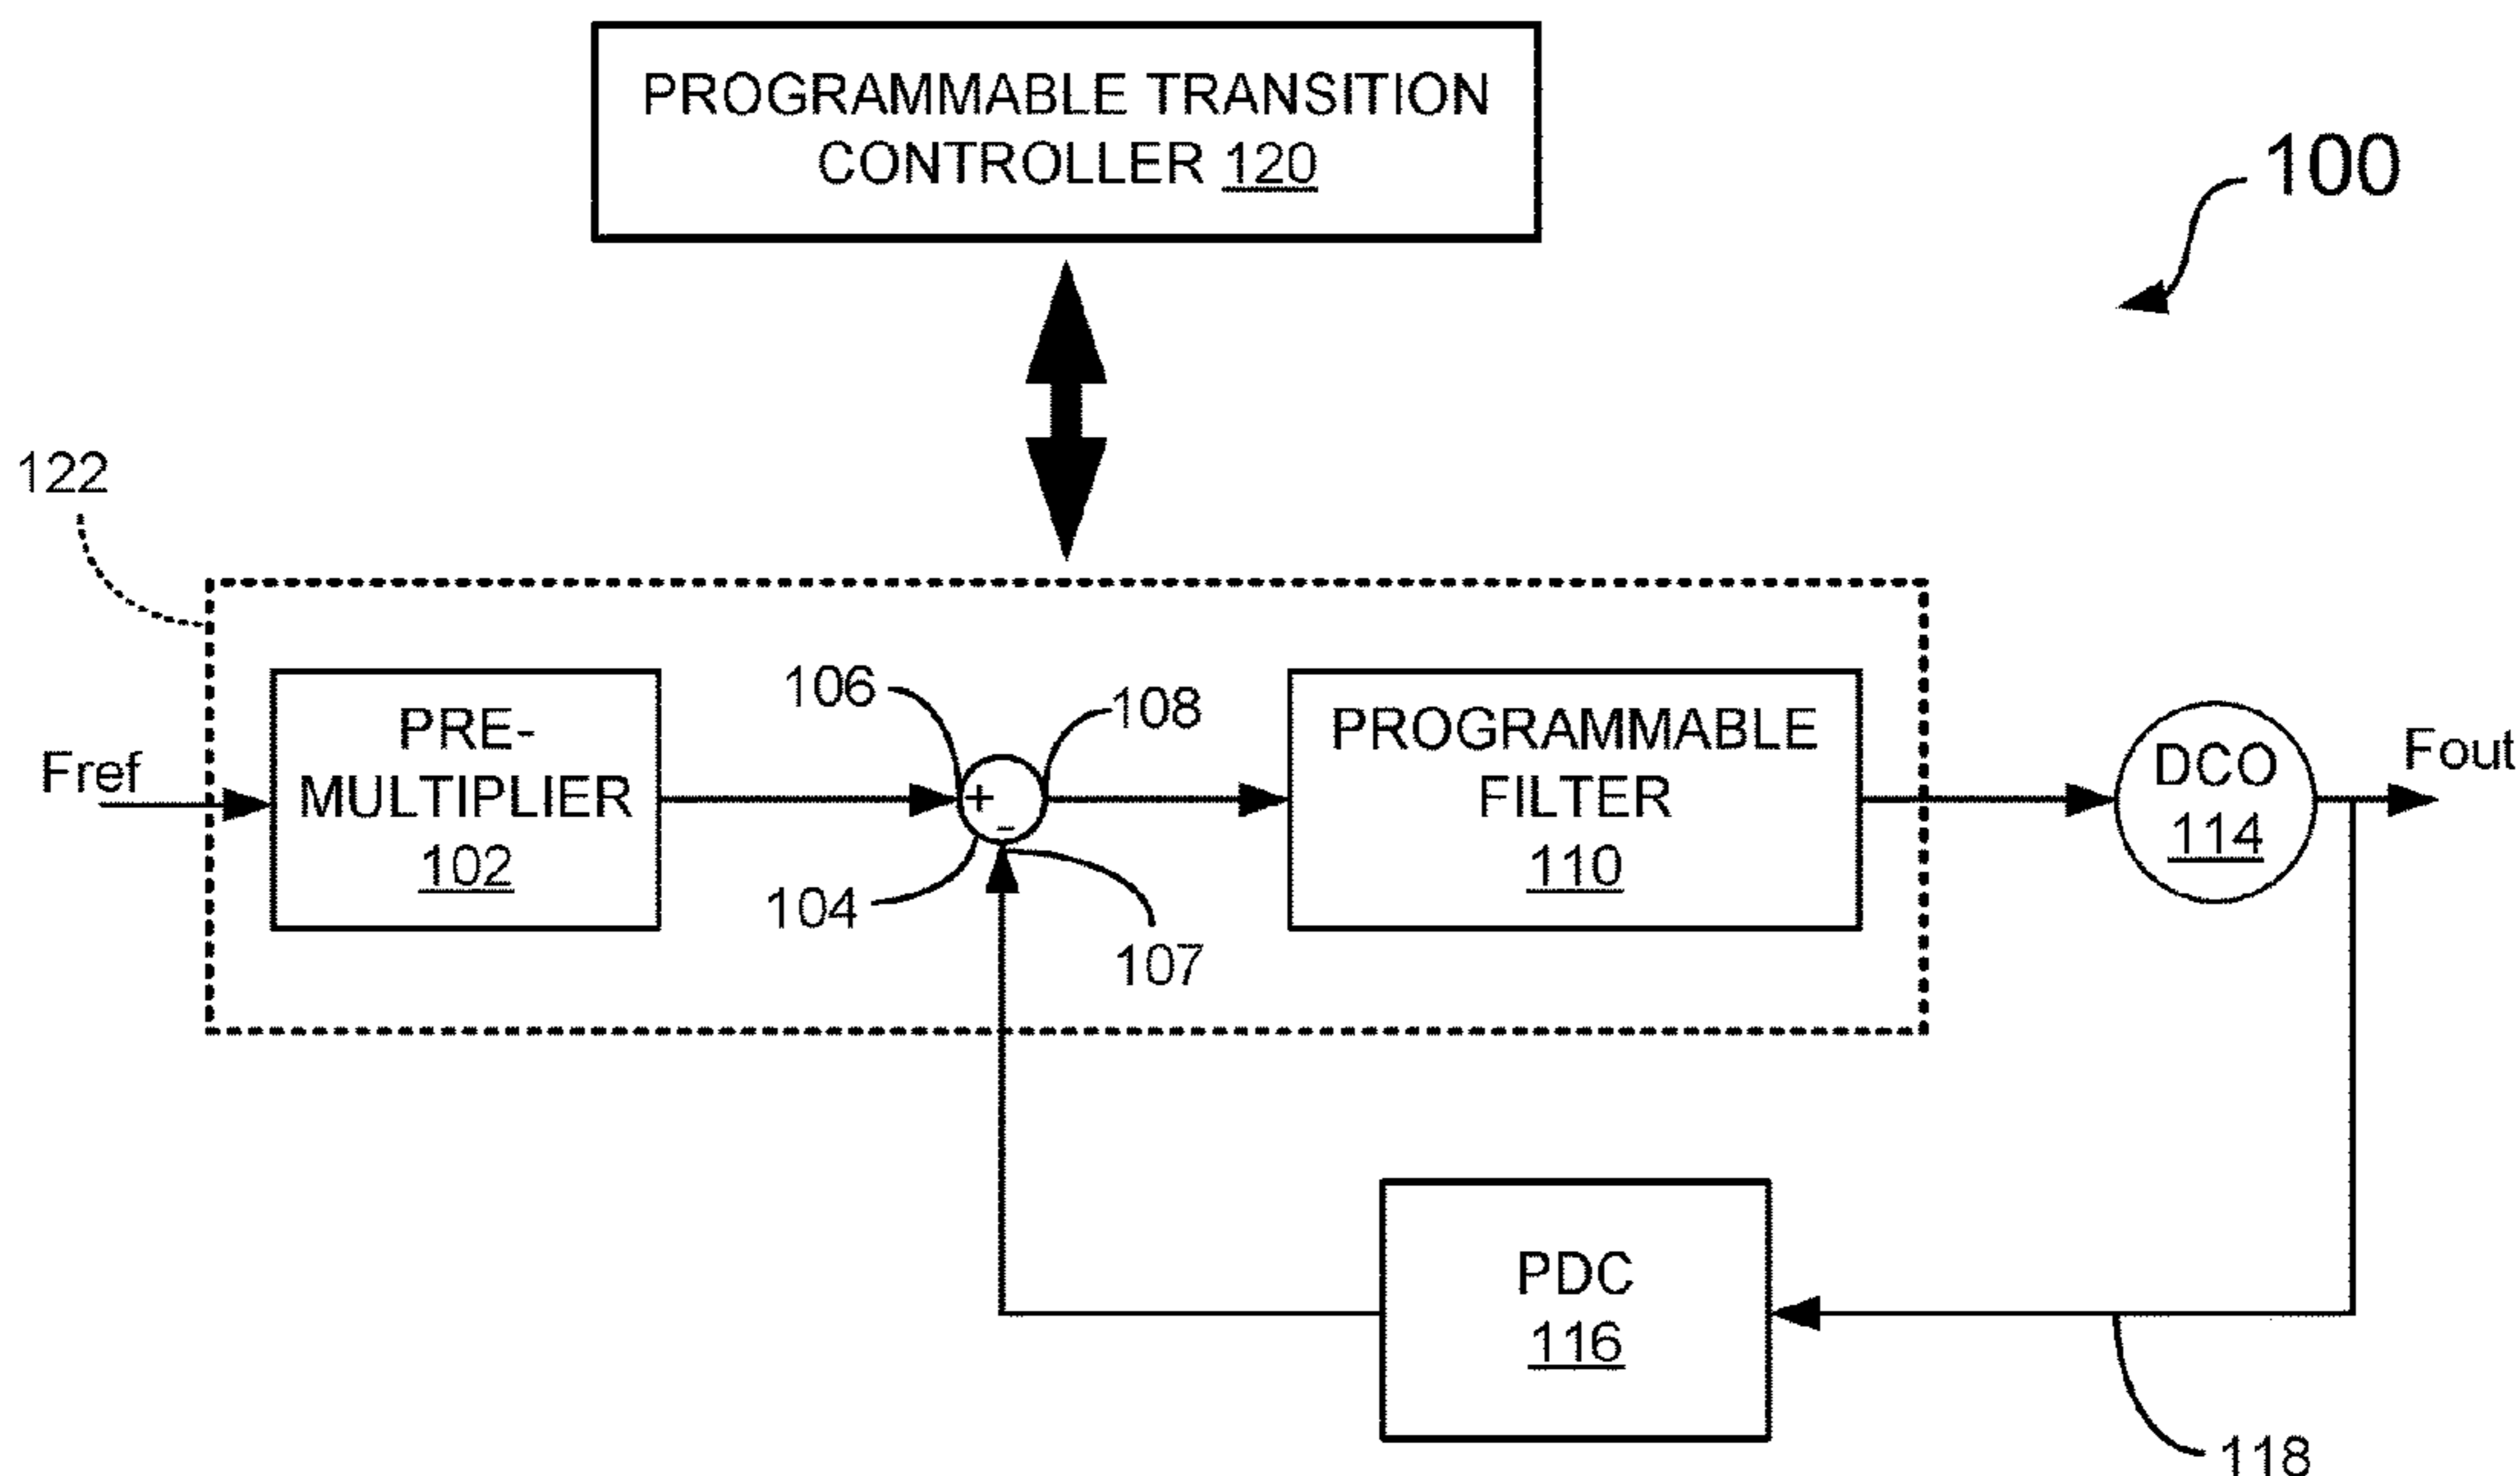 PROGRAMMABLE TRANSITION
CONTROLLER 120
100
122
106
108
PRE-
MULTIPLIER
102
PROGRAMMABLE
FILTER
110
Fref
+
-
DCO
114
Fout
104
107
PDC
116
118